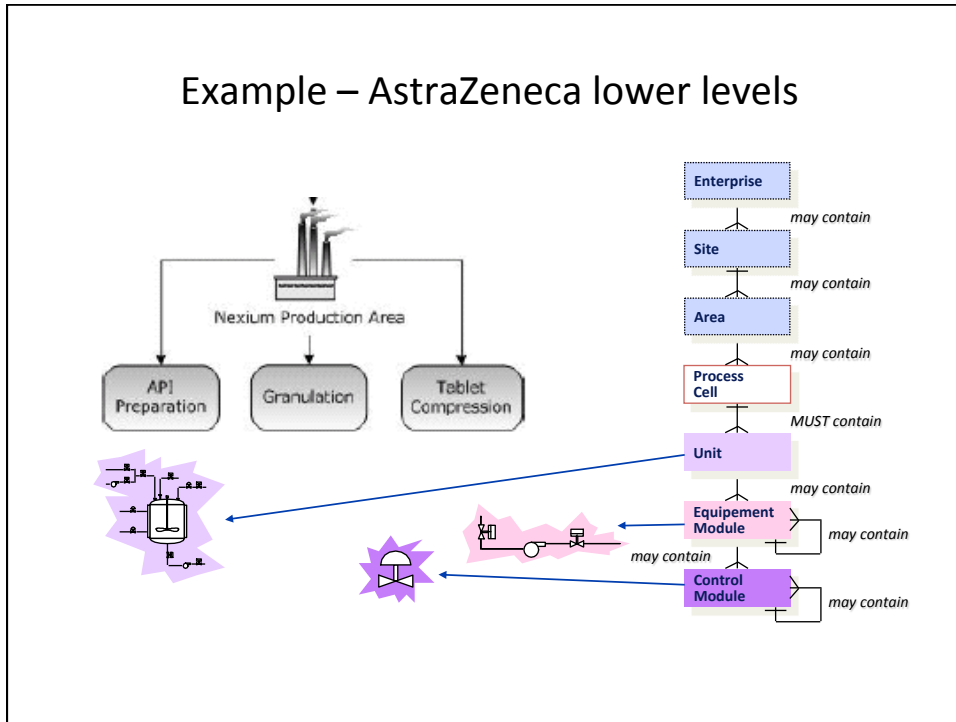 Example – AstraZeneca lower levels
Enterprise
may contain
Site
may contain
Area
may contain
Process
Cell
MUST contain
Unit
may contain
Equipement
Module
may contain
may contain
Control
Module
may contain
Nexium Production Area
API
Preparation
Granulation
Tablet
Compression